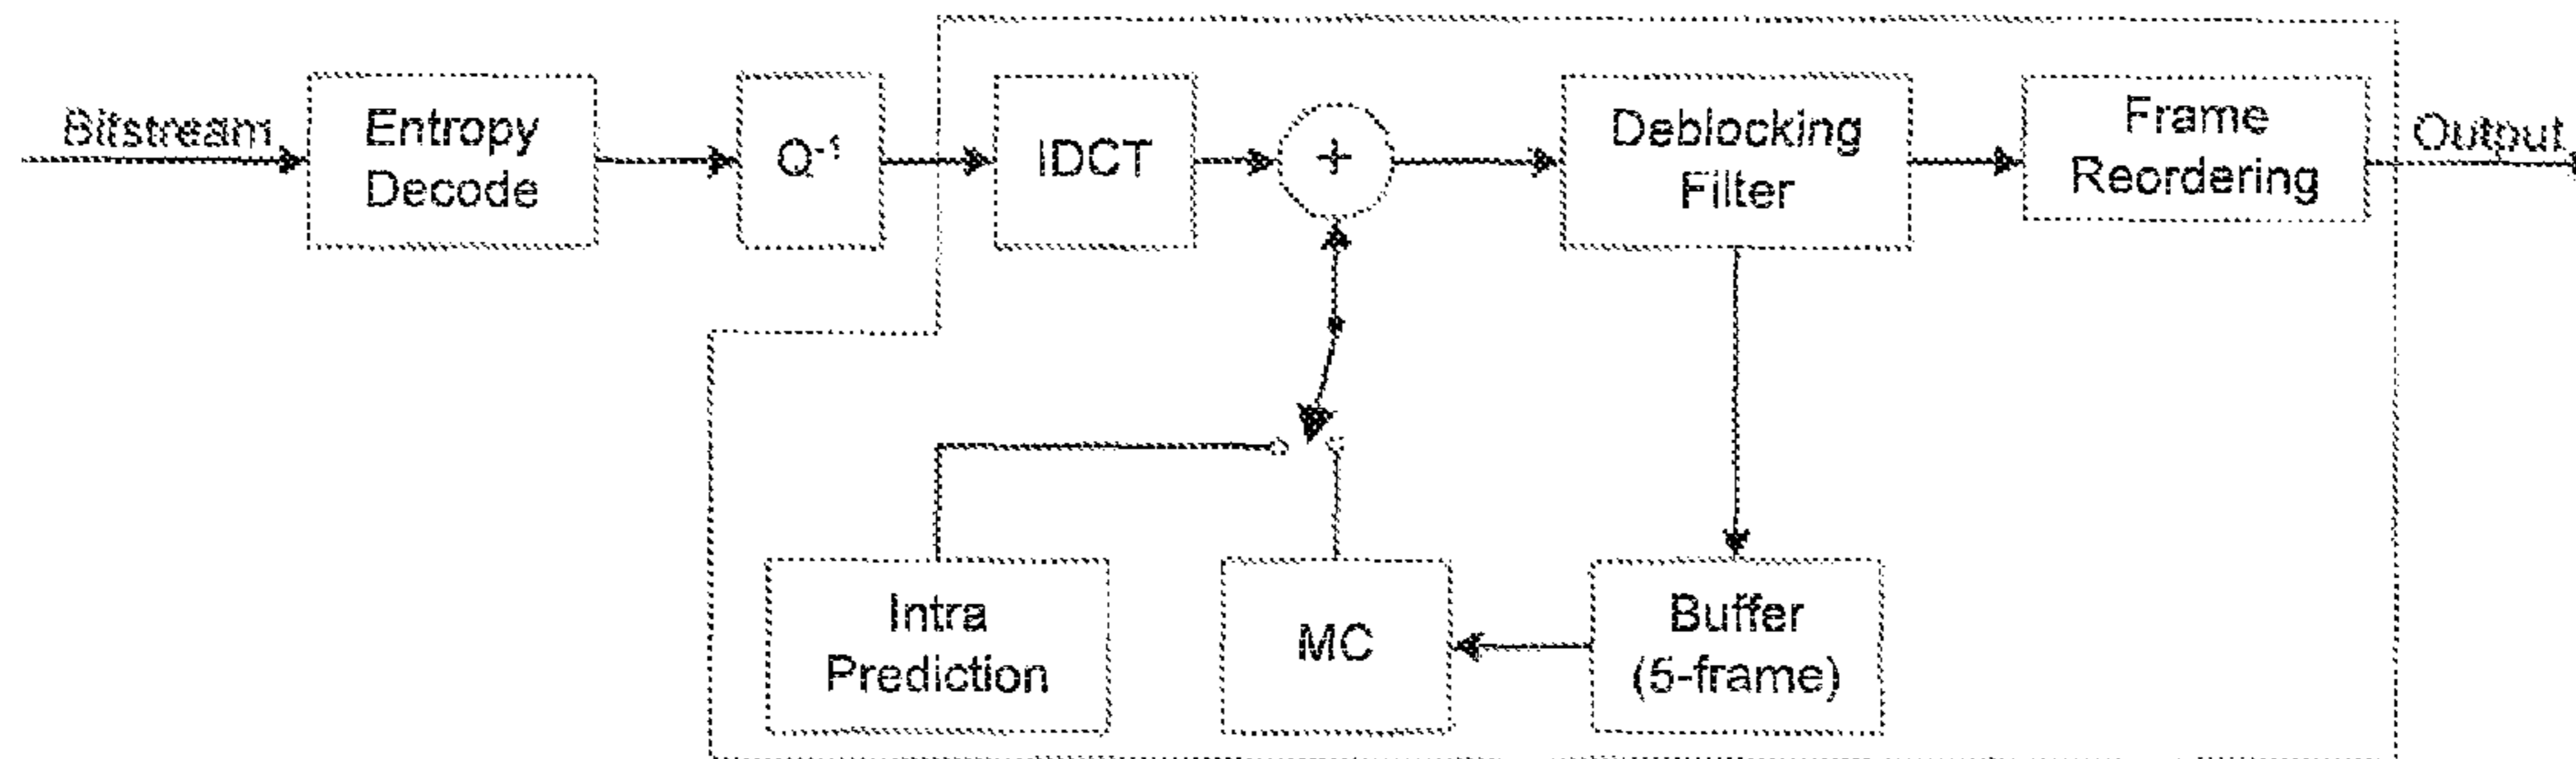 Bitstream
Entropy
Decode
Q-1
IDCT
+
Deblocking
Filter
Frame
Reordering
Output
Intra
Prediction
MC
Buffer
(5-frame)